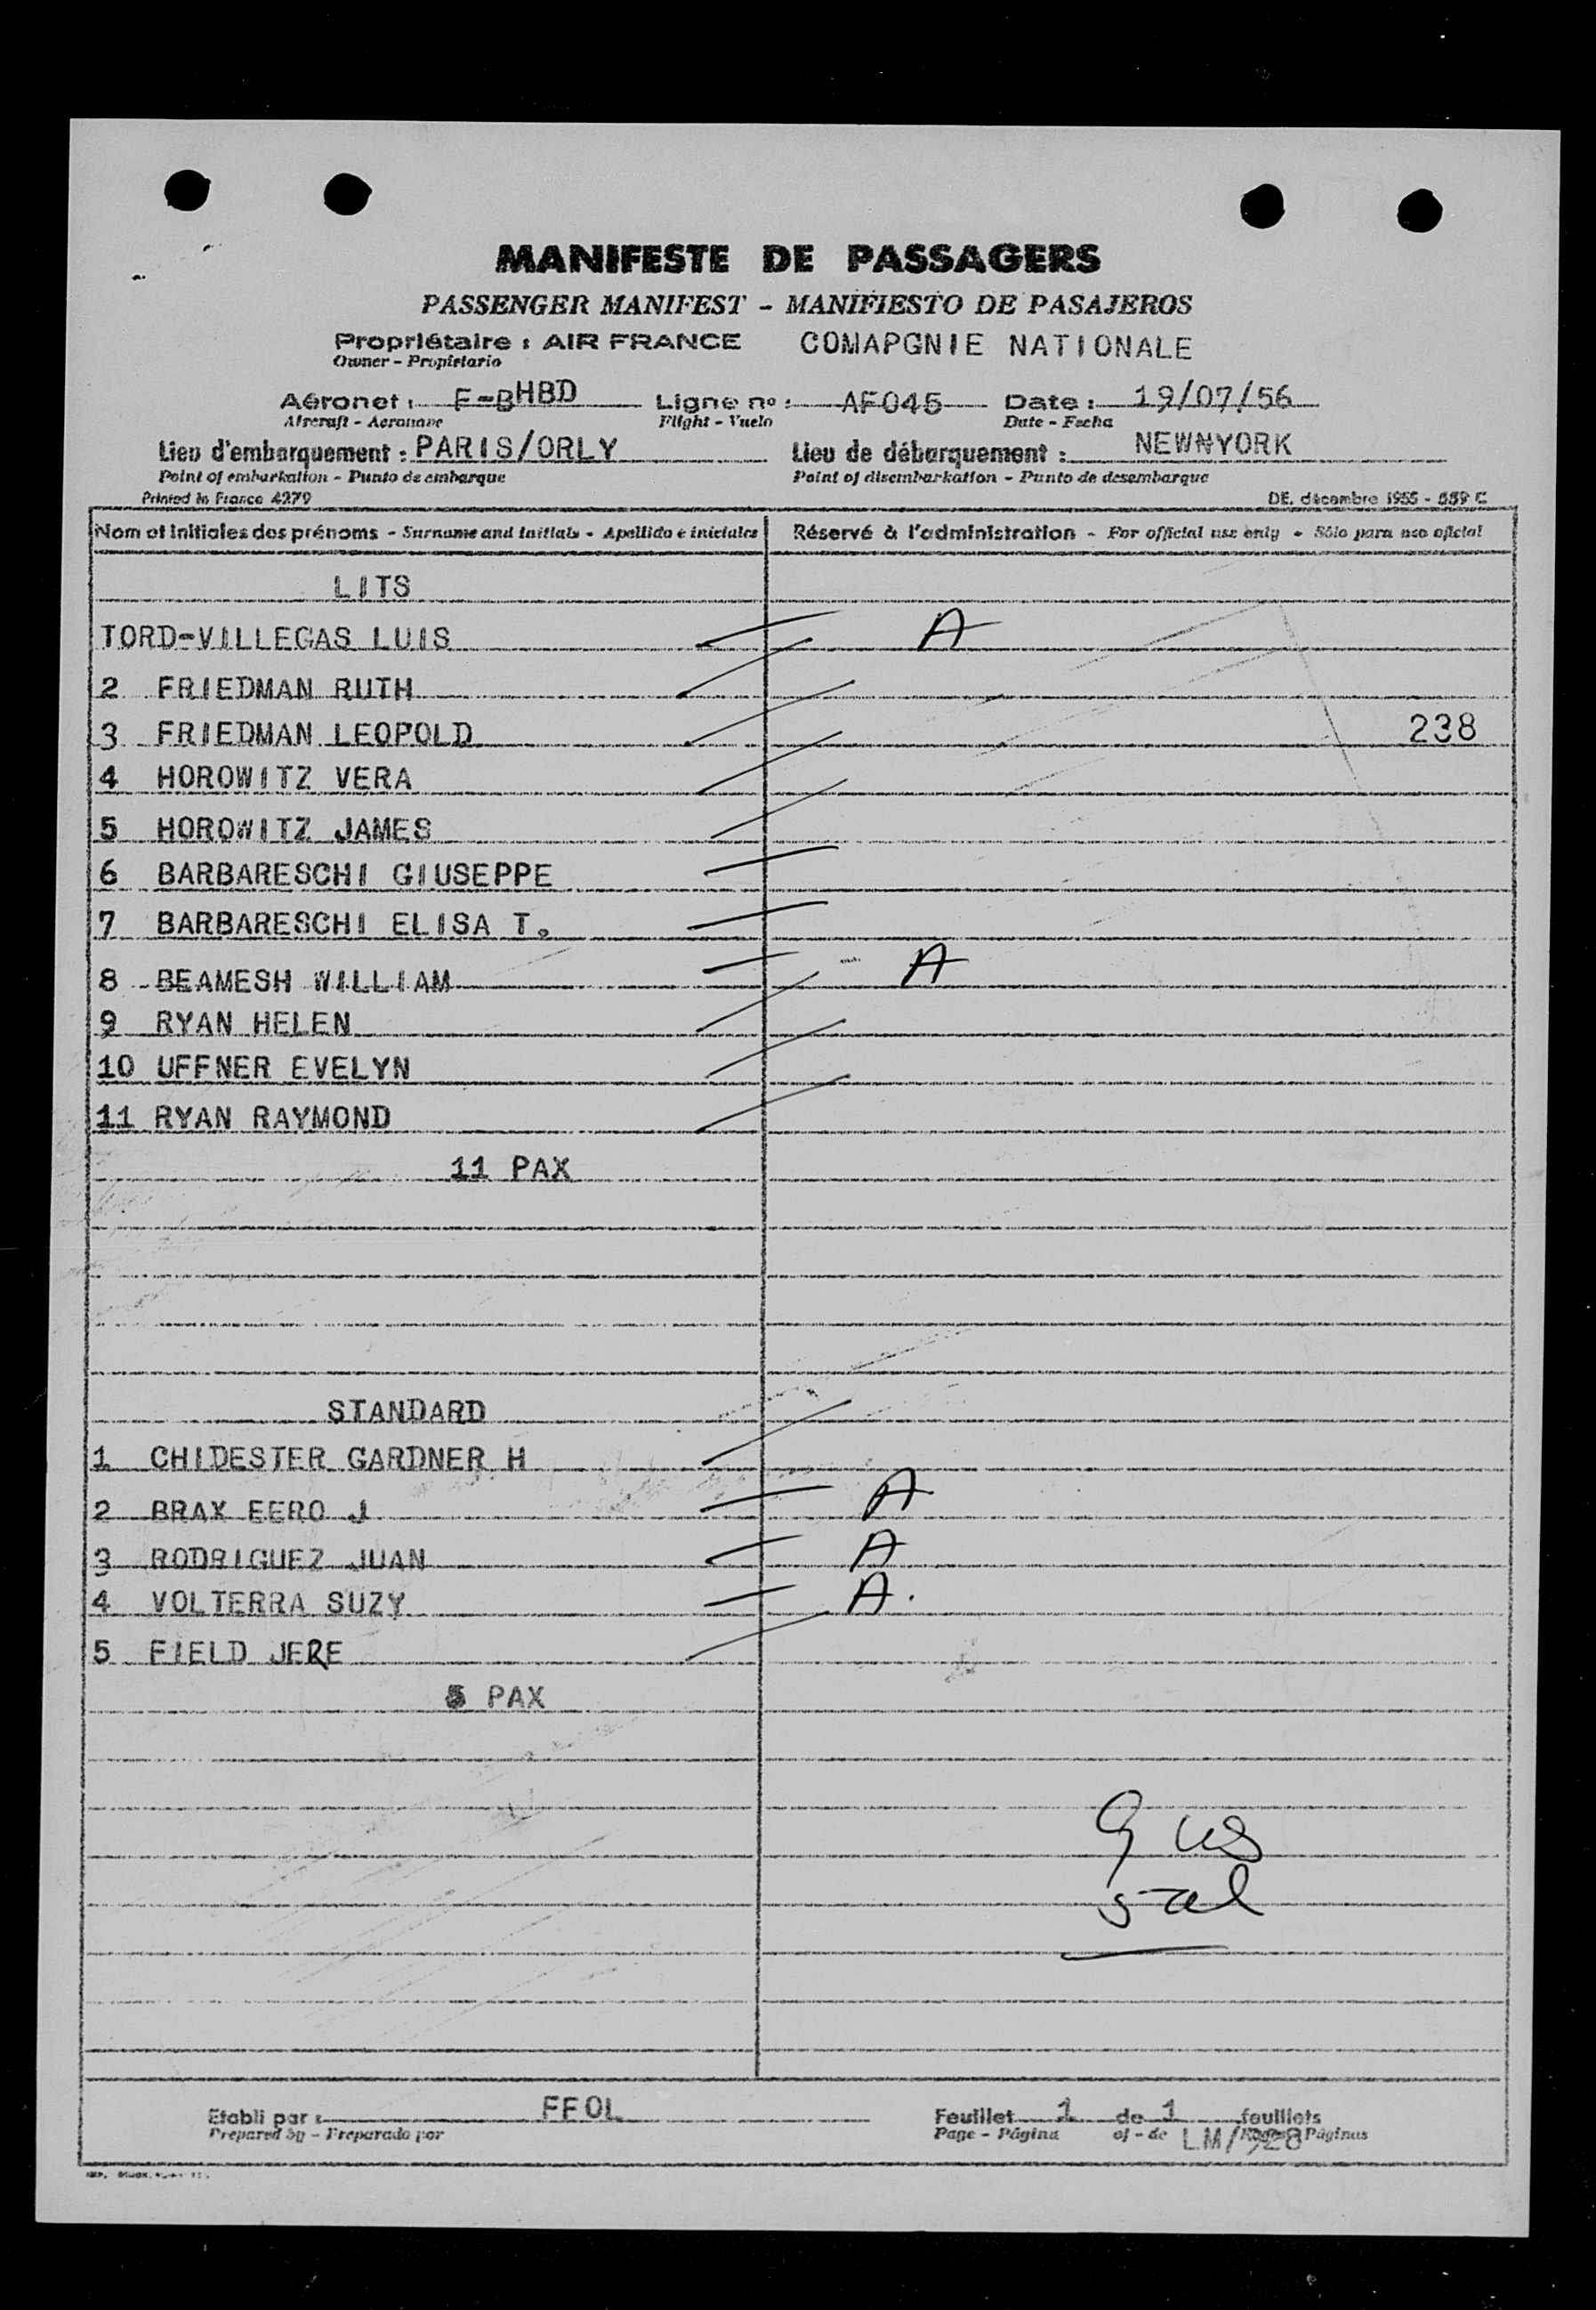 MANIFESTE DE PASSAGERS
PASSENGER MANIFEST - MANIFIESTO DE PASAJEROS
Propriétaire : AIR FRANCE COMAPGNIE NATIONALE
Owner - Propietario
Aéronef : F-BHBD Ligne no : AF045 Date : 19/07/56
Aircraft - Aeronave Flight - Vuelo Date - Fecha
Lieu d'embarquement : PARIS/ORLY Lieu de débarquement : NEWNYORK
Point of embarkation - Punto de embarque Point of disembarkation - Punto de desembarque
Printed in France 4279 DE. décembre 1955 - 559 C
Nom et initiales des prénoms - Surname and initials - Apellido e iniciales Réservé à l'administration - For official use only - Sólo para uso oficial
LITS
TORD-VILLEGAS LUIS A
2 FRIEDMAN RUTH
3 FRIEDMAN LEOPOLD 238
4 HOROWITZ VERA
5 HOROWITZ JAMES
6 BARBARESCHI GIUSEPPE
7 BARBARESCHI ELISA T.
8 BEAMESH WILLIAM A
9 RYAN HELEN
10 UFFNER EVELYN
11 RYAN RAYMOND
11 PAX
STANDARD
1 CHIDESTER GARDNER H
2 BRAX EERO J A
3 RODRIGUEZ JUAN A
4 VOLTERRA SUZY A.
5 FIELD JERE
5 PAX
9 us
5 al
Etabli par : FFOL Feuillet 1 de 1 feuillets
Prepared by - Preparado por Page - Página of - de LM/928 Páginas